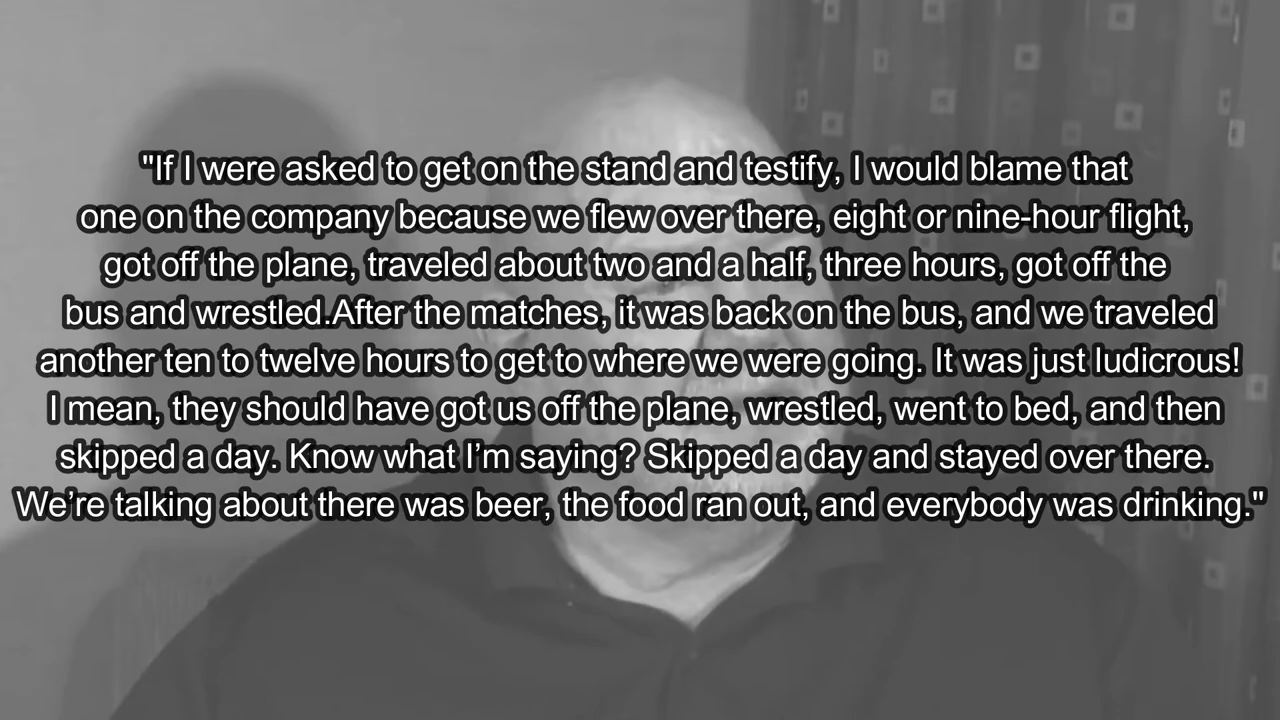 "If I were asked to get on the stand and testify, I would blame that
one on the company because we flew over there, eight or nine-hour flight,
got off the plane, traveled about two and a half, three hours, got off the
bus and wrestled.After the matches, it was back on the bus, and we traveled
another ten to twelve hours to get to where we were going. It was just ludicrous!
I mean, they should have got us off the plane, wrestled, went to bed, and then
skipped a day. Know what I’m saying? Skipped a day and stayed over there.
We’re talking about there was beer, the food ran out, and everybody was drinking."